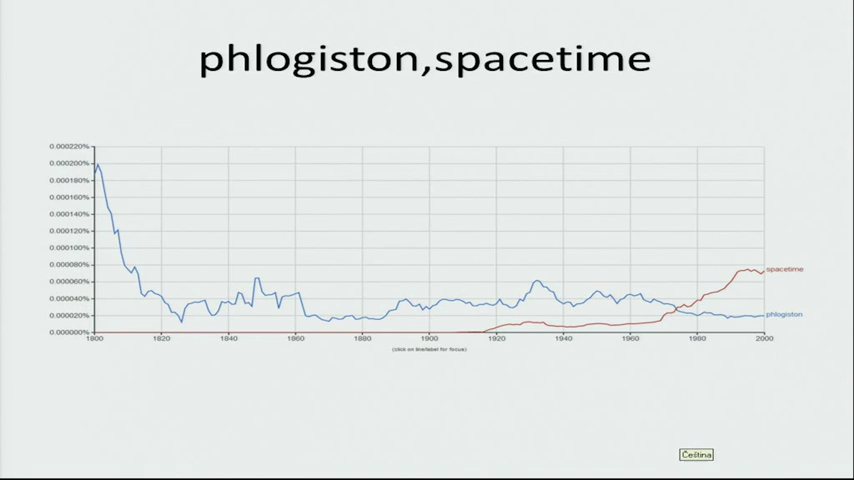 phlogiston,spacetime
0.000220%
0.000200%
0.000180%
0.000160%
0.000140%
0.000120%
0.000100%
0.000080%
0.000060%
0.000040%
0.000020%
0.000000%
spacetime
phlogiston
1800 1820 1840 1860 1880 1900 1920 1940 1960 1980 2000
(click on line/label for focus)
Čeština